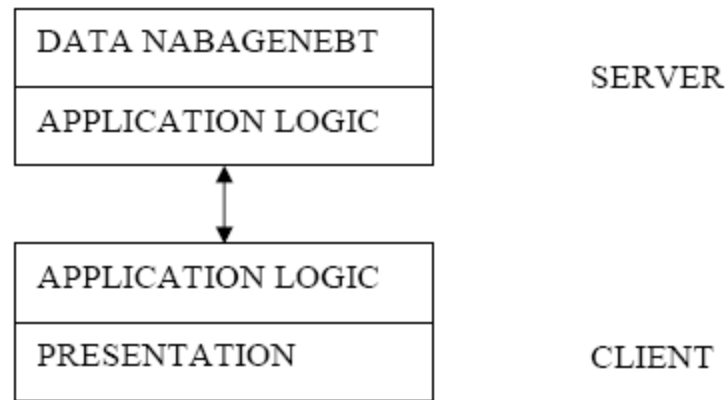 DATA NABAGENEBT
SERVER
APPLICATION LOGIC
APPLICATION LOGIC
PRESENTATION
CLIENT